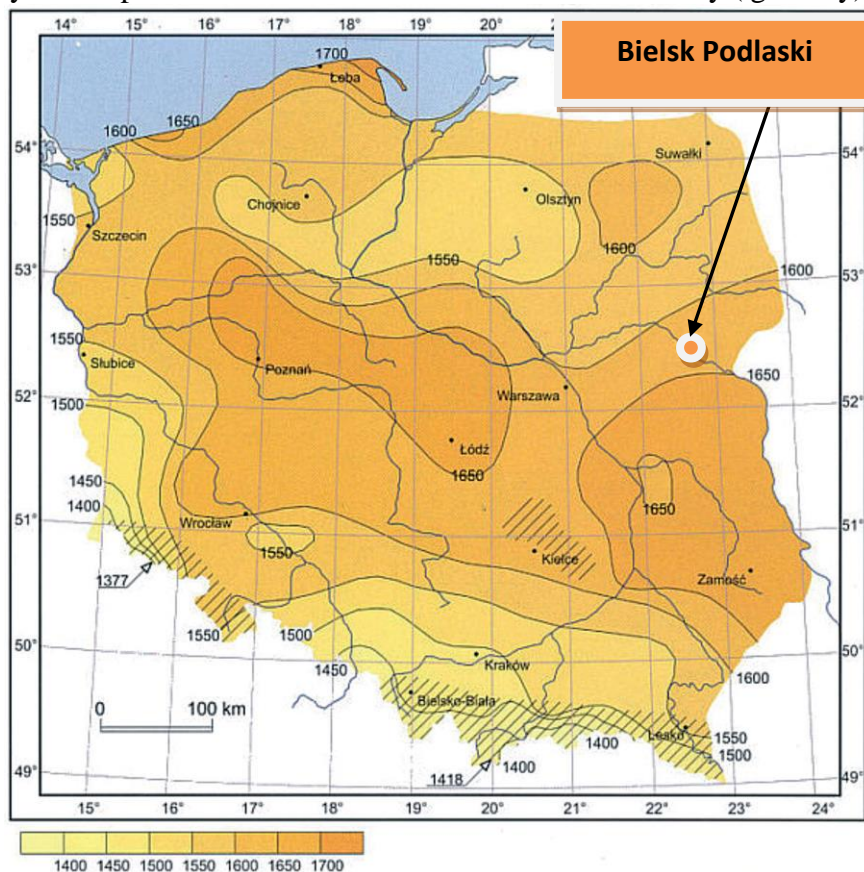 14° 15° 16° 17° 18° 19° 20°
Bielsk Podlaski
1700
Łeba
1650
1600
54° 54°
Suwałki
Chojnice
Olsztyn
1550
Szczecin
1600
53° 1550 1600 53°
1550
Słubice
Poznań
1650
52° Warszawa 52°
1500
Łódź
1650
1450
1400
1650
51° Wrocław 51°
1550 Kielce
Zamość
1377
1550 1500
50° 50°
1450 Kraków 1600
0 100 km
Bielsko-Biała
Lesko 1550
1400 1500
49° 1418 1400 49°
15° 16° 17° 18° 19° 20° 21° 22° 23° 24°
1400 1450 1500 1550 1600 1650 1700